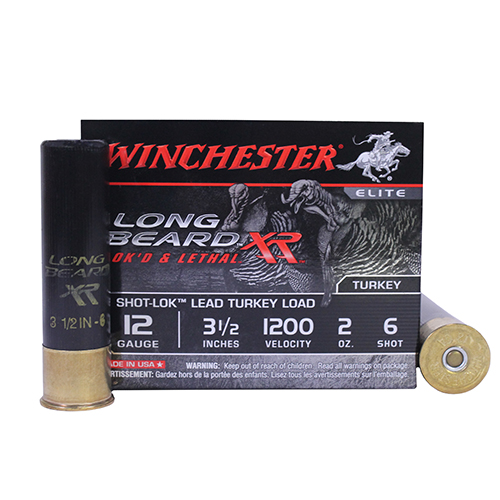 WINCHESTER
ELITE
LONG
BEARD XR
OK'D & LETHAL
TURKEY
SHOT-LOK™ LEAD TURKEY LOAD
12 3½ 1200 2 6
GAUGE INCHES VELOCITY OZ. SHOT
MADE IN USA
WARNING: Keep out of reach of children. Read all warnings on package.
RTISSEMENT: Gardez hors de la portée des enfants. Lisez tous les avertissements sur l'emballage.
LONG
BEARD
XR
3 1/2 IN - 6